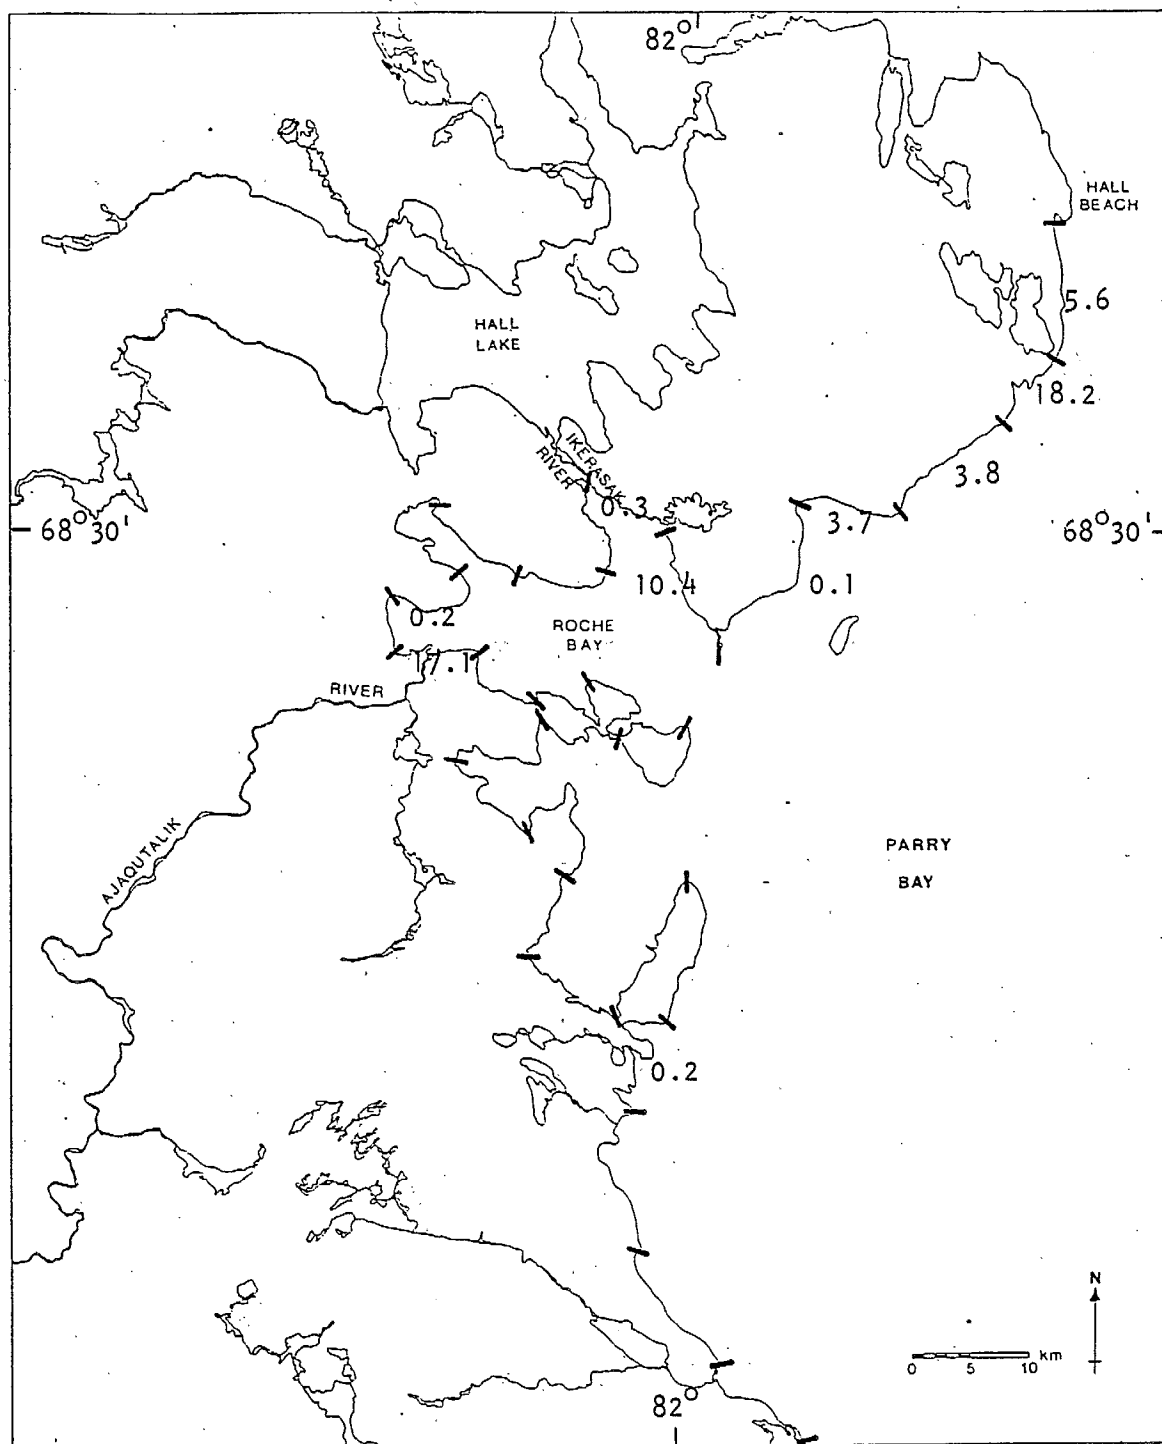 82°
HALL
BEACH
5.6
HALL
LAKE
18.2
IKERASAK
RIVER
3.8
0.3
3.7
68°30'
68°30'
10.4
0.1
0.2
ROCHE
BAY
17.1
RIVER
AJAQUTALIK
PARRY
BAY
0.2
N
km
0 5 10
82°